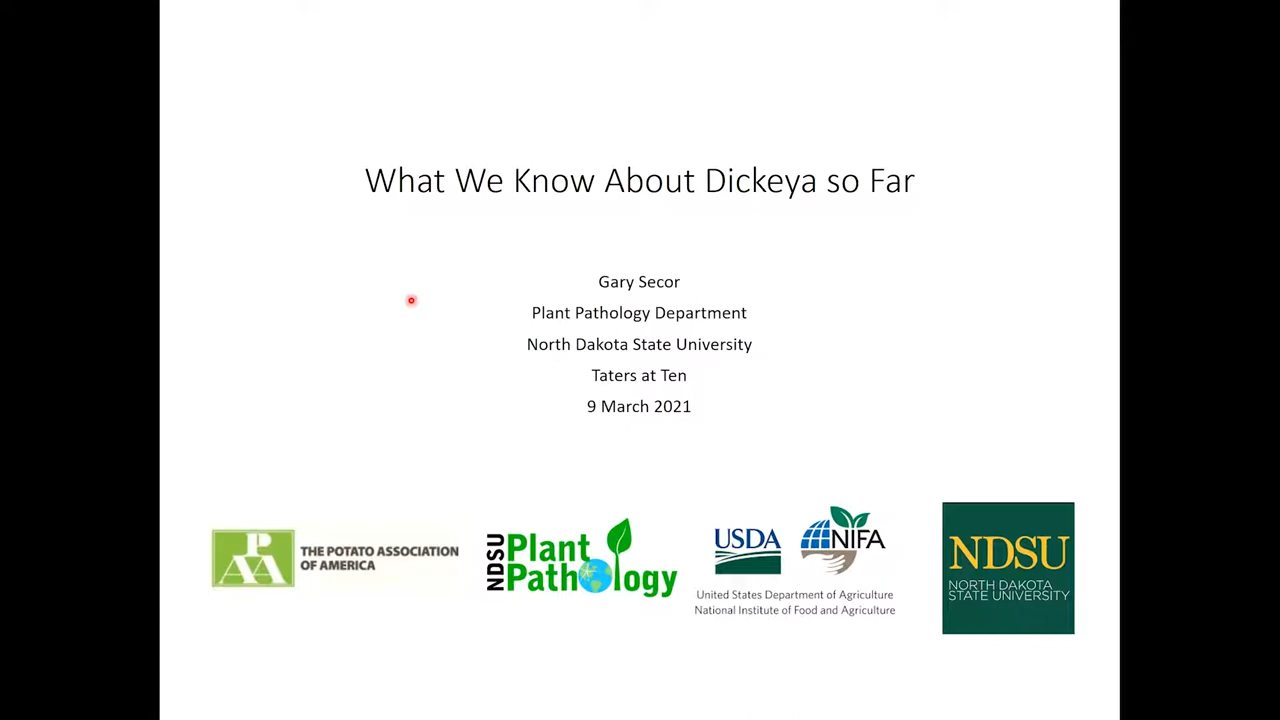 What We Know About Dickeya so Far
Gary Secor
Plant Pathology Department
North Dakota State University
Taters at Ten
9 March 2021
PAA
THE POTATO ASSOCIATION
OF AMERICA
NDSU
Plant
Pathology
USDA
NIFA
United States Department of Agriculture
National Institute of Food and Agriculture
NDSU
NORTH DAKOTA
STATE UNIVERSITY